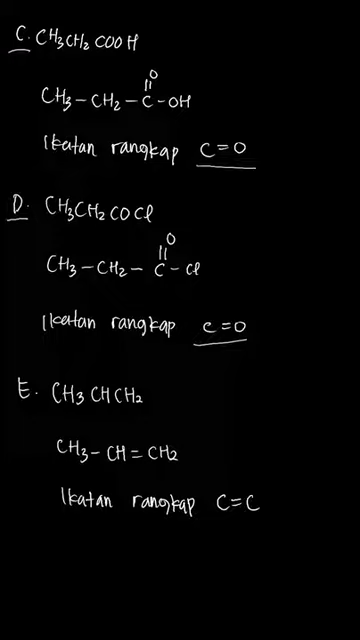 C. CH3CH2COOH
O
||
CH3 – CH2 – C – OH
Ikatan rangkap C = O
D. CH3CH2COCl
O
||
CH3 – CH2 – C – Cl
Ikatan rangkap C = O
E. CH3CHCH2
CH3 – CH = CH2
Ikatan rangkap C = C